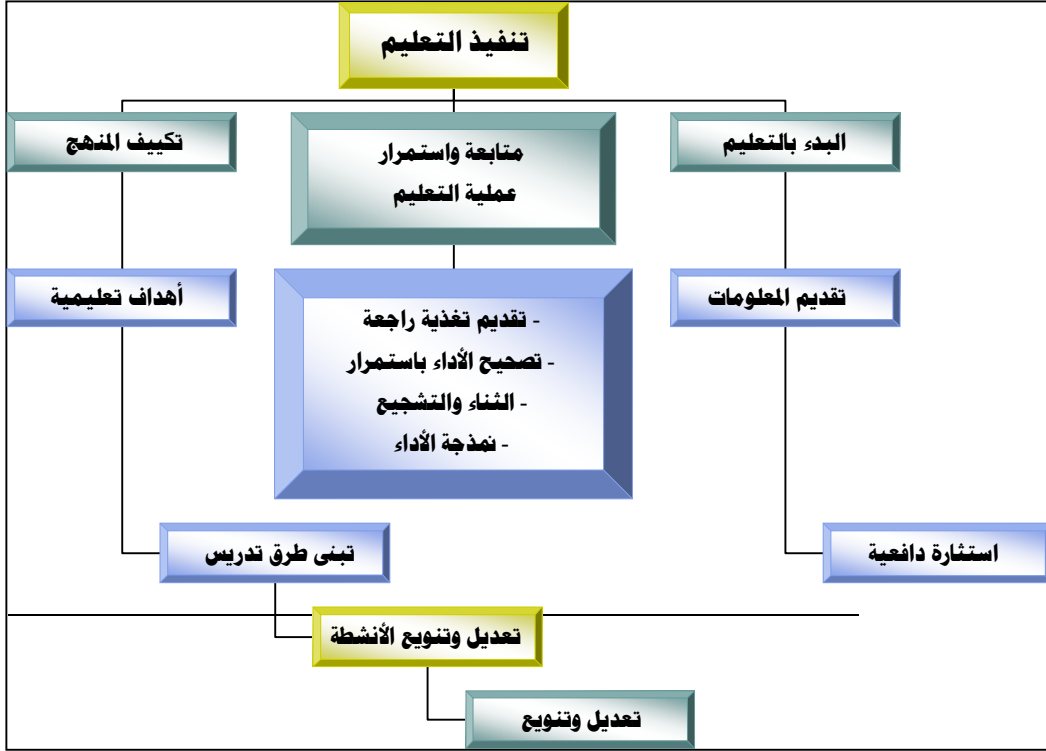 تنفيذ التعليم
البدء بالتعليم
متابعة واستمرار
عملية التعليم
تكييف المنهج
تقديم المعلومات
- تقديم تغذية راجعة
- تصحيح الأداء باستمرار
- الثناء والتشجيع
- نمذجة الأداء
أهداف تعليمية
استثارة دافعية
تبنى طرق تدريس
تعديل وتنويع الأنشطة
تعديل وتنويع